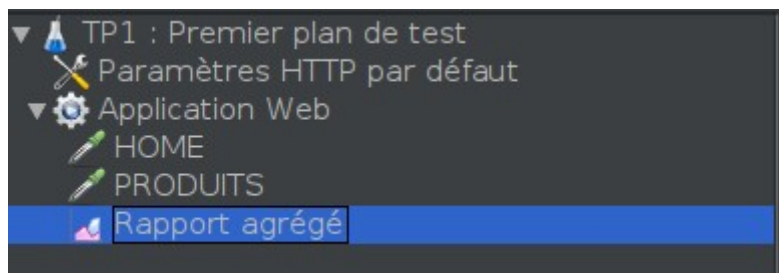 TP1 : Premier plan de test
Paramètres HTTP par défaut
Application Web
HOME
PRODUITS
Rapport agrégé